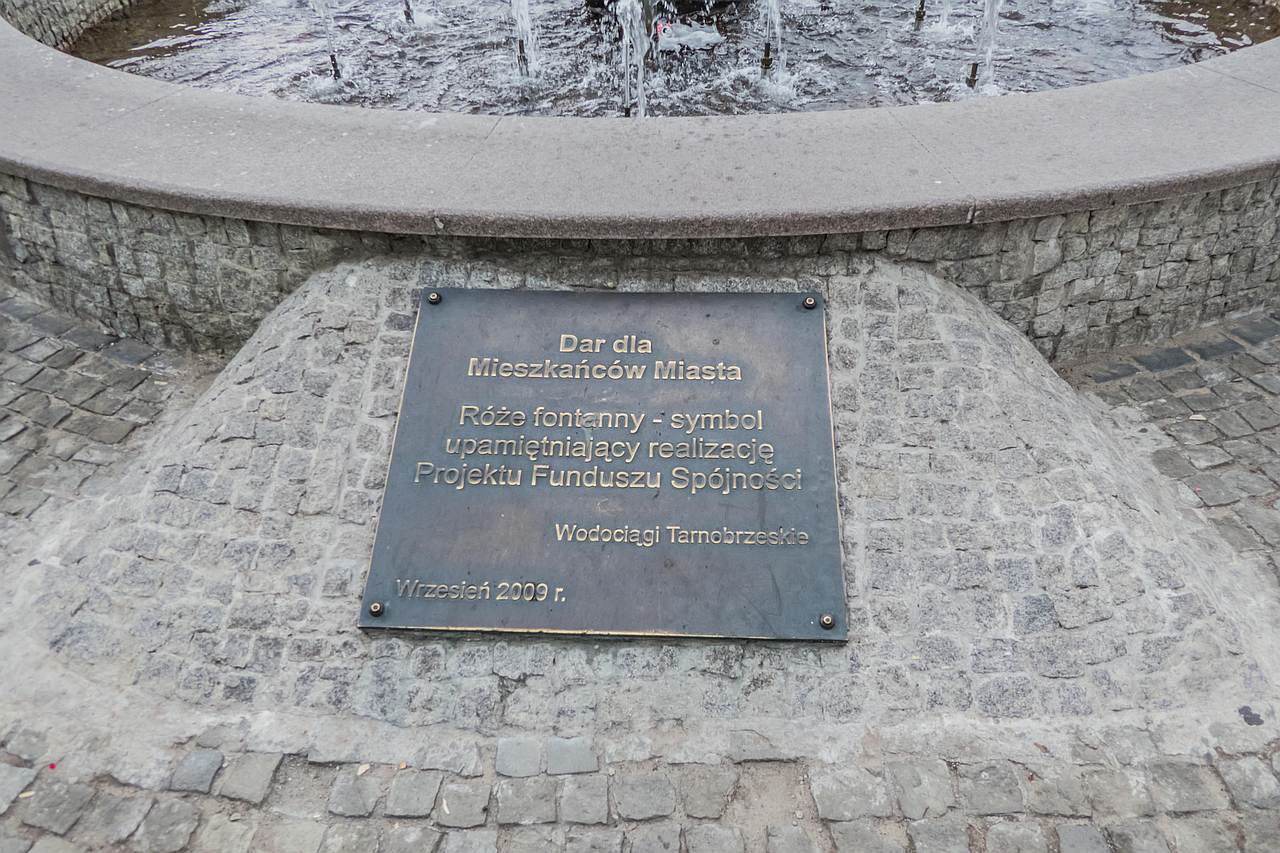 Dar dla
Mieszkańców Miasta
Róże fontanny - symbol
upamiętniający realizację
Projektu Funduszu Spójności
Wodociągi Tarnobrzeskie
Wrzesień 2009 r.